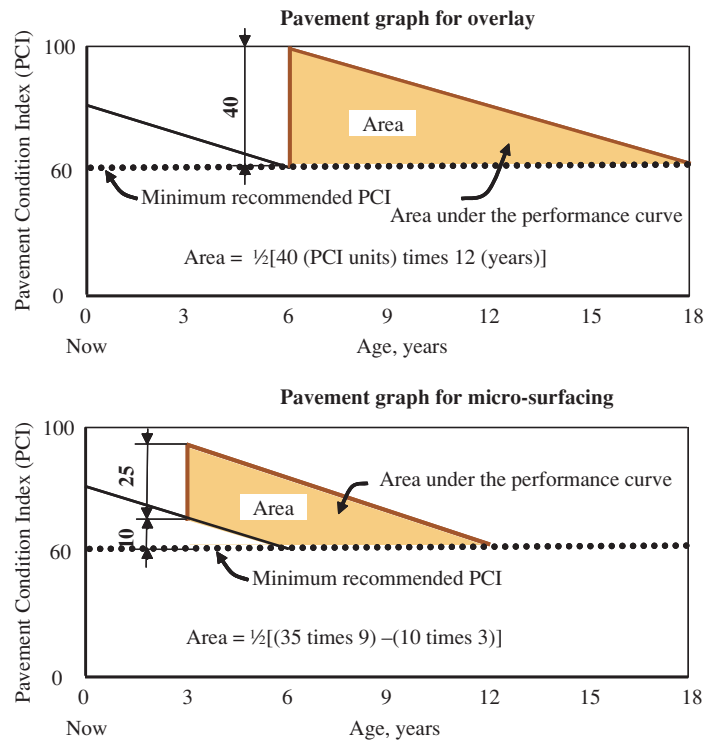 Pavement graph for overlay
Pavement Condition Index (PCI)
100
40
Area
60
Minimum recommended PCI
Area under the performance curve
Area = ½[40 (PCI units) times 12 (years)]
0
0 3 6 9 12 15 18
Now Age, years
Pavement graph for micro-surfacing
Pavement Condition Index (PCI)
100
25
Area under the performance curve
Area
10
60
Minimum recommended PCI
Area = ½[(35 times 9) –(10 times 3)]
0
0 3 6 9 12 15 18
Now Age, years